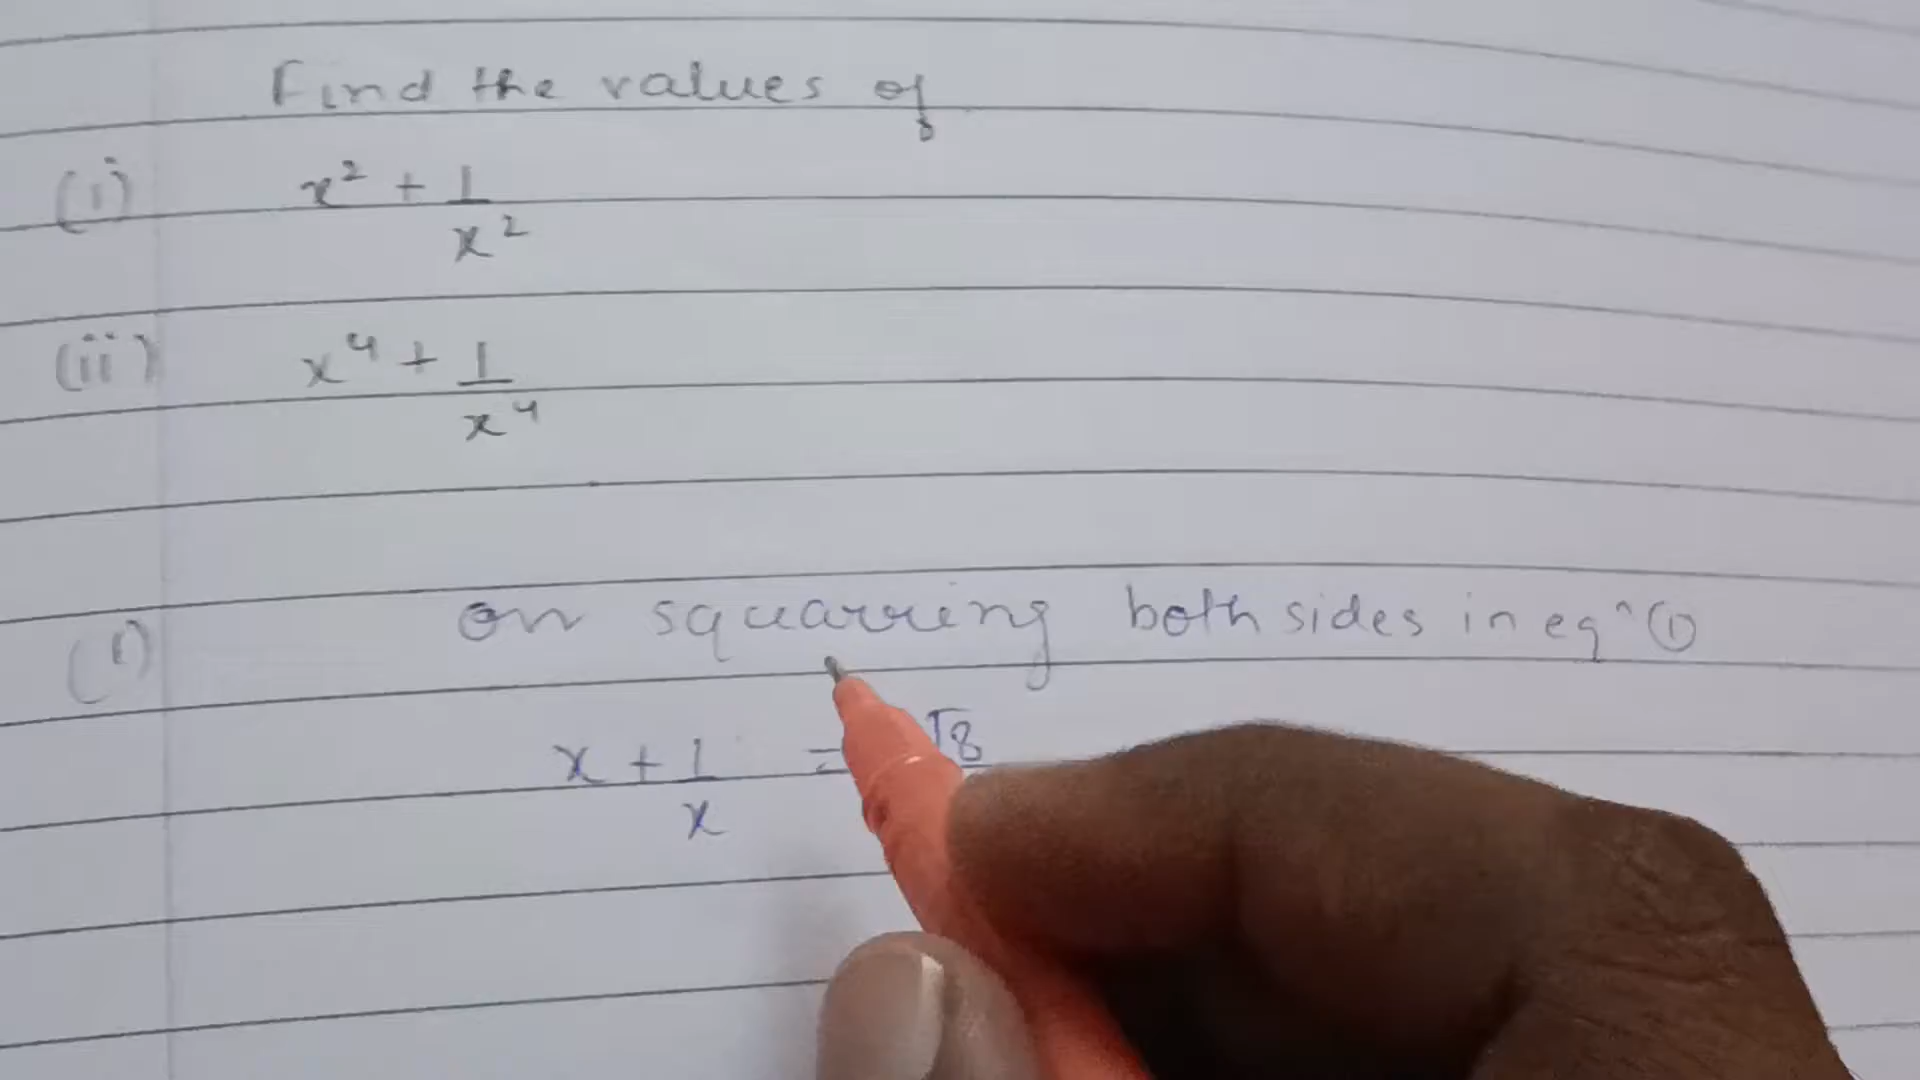 Find the values of
(i) x² + 1/x²
(ii) x⁴ + 1/x⁴
(i) on squarring both sides in eqⁿ ①
x + 1/x = √8